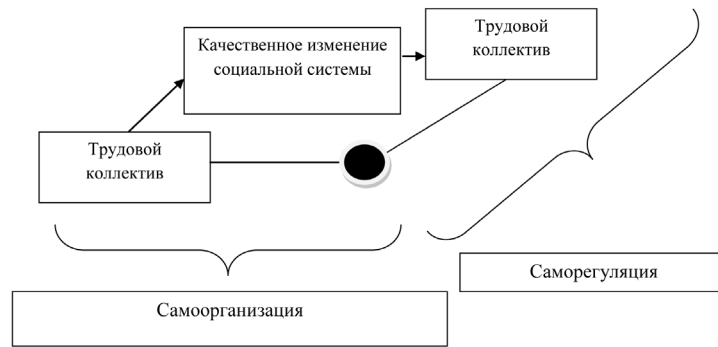 Трудовой
коллектив
Качественное изменение
социальной системы
Трудовой
коллектив
Саморегуляция
Самоорганизация